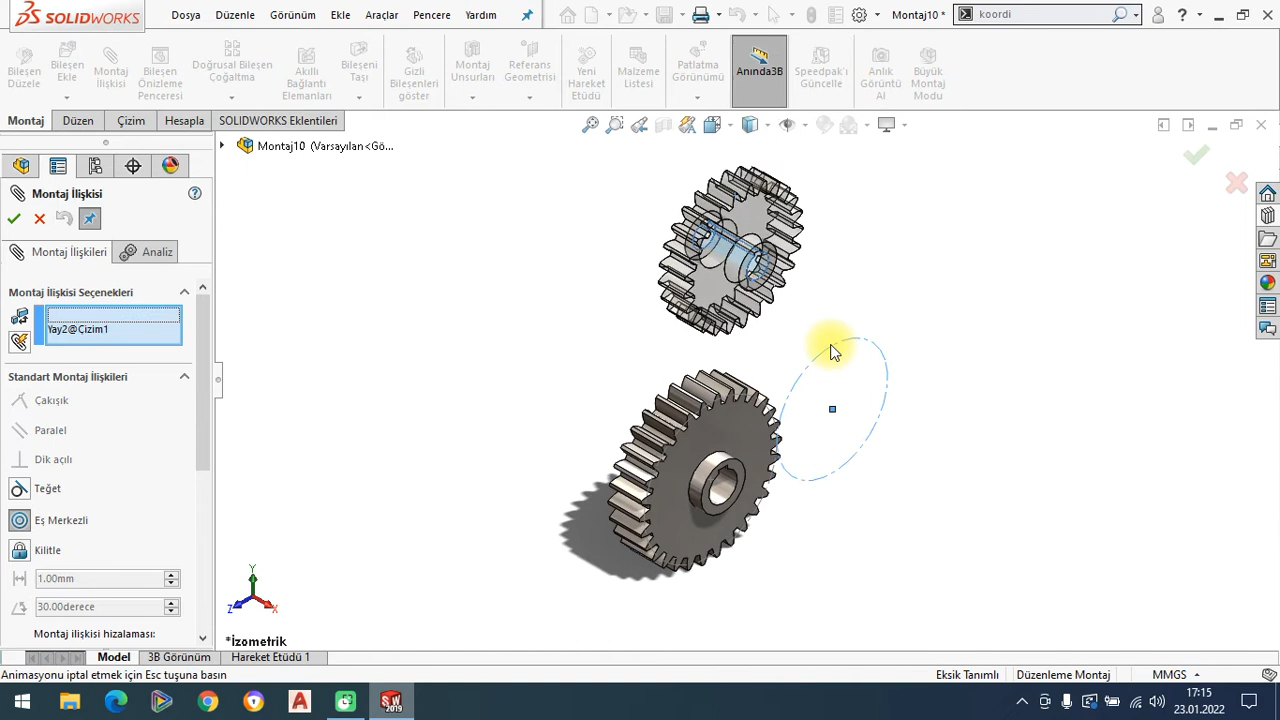 SOLIDWORKS Dosya Düzenle Görünüm Ekle Araçlar Pencere Yardım Montaj10 * koordi ?
Bileşen Düzele
Bileşen Ekle
Montaj İlişkisi
Bileşen Önizleme Penceresi
Doğrusal Bileşen Çoğaltma
Akıllı Bağlantı Elemanları
Bileşeni Taşı
Gizli Bileşenleri göster
Montaj Unsurları
Referans Geometrisi
Yeni Hareket Etüdü
Malzeme Listesi
Patlatma Görünümü
Anında3B
Speedpak'ı Güncelle
Anlık Görüntü Al
Büyük Montaj Modu
Montaj Düzen Çizim Hesapla SOLIDWORKS Eklentileri
Montaj10 (Varsayılan<Gö...
Montaj İlişkisi
Montaj İlişkileri Analiz
Montaj İlişkisi Seçenekleri
Yay2@Çizim1
Standart Montaj İlişkileri
Çakışık
Paralel
Dik açılı
Teğet
Eş Merkezli
Kilitle
1.00mm
30.00derece
Montaj ilişkisi hizalaması:
Y
Z
X
*İzometrik
Model 3B Görünüm Hareket Etüdü 1
Animasyonu iptal etmek için Esc tuşuna basın Eksik Tanımlı Düzenleme Montaj MMGS
A SW 2019 17:15
23.01.2022